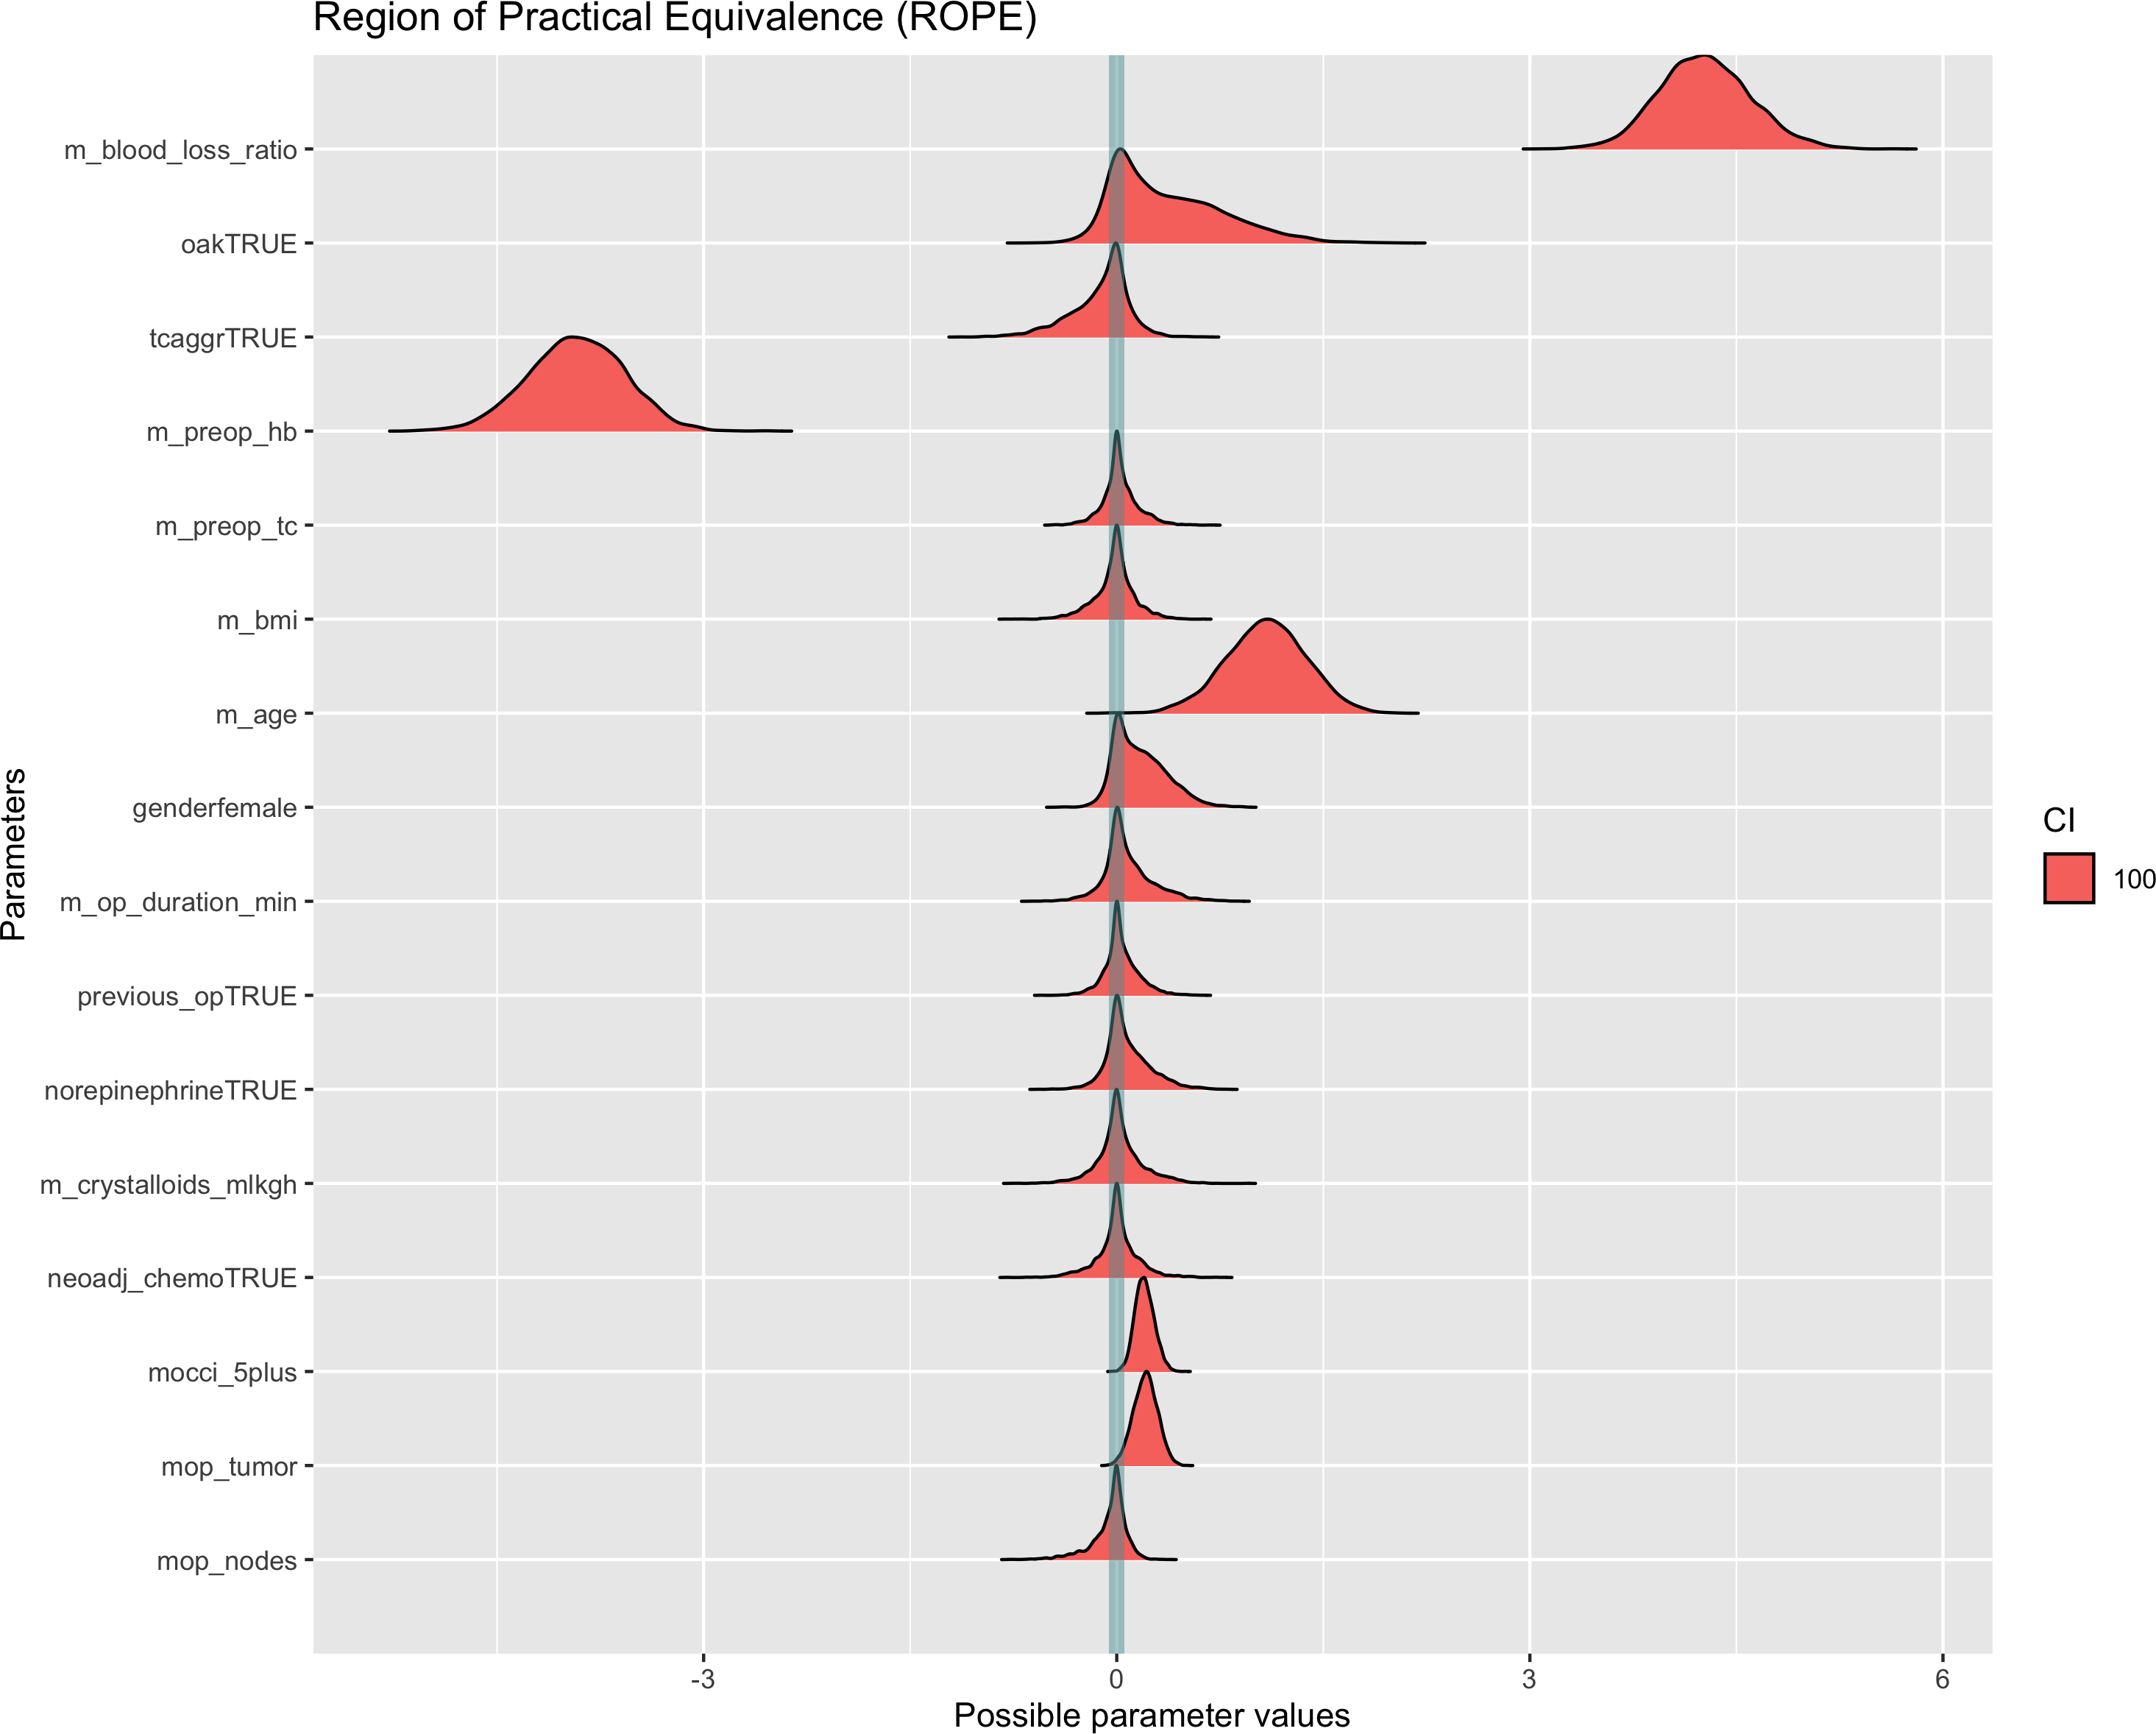 Region of Practical Equivalence (ROPE)
m_blood_loss_ratio
oakTRUE
tcaggrTRUE
m_preop_hb
m_preop_tc
m_bmi
m_age
genderfemale
m_op_duration_min
previous_opTRUE
norepinephrineTRUE
m_crystalloids_mlkgh
neoadj_chemoTRUE
mocci_5plus
mop_tumor
mop_nodes
Parameters
-3 0 3 6
Possible parameter values
CI
100